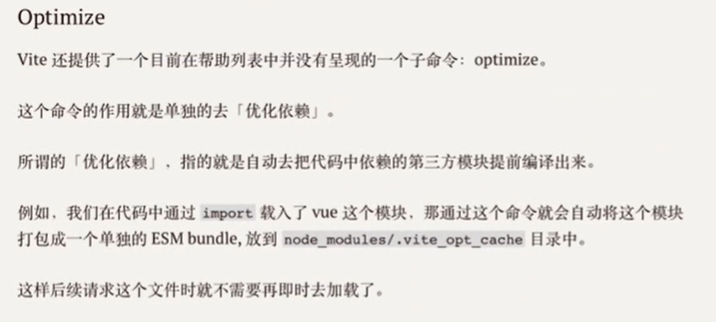 Optimize
Vite 还提供了一个目前在帮助列表中并没有呈现的一个子命令：optimize。
这个命令的作用就是单独的去「优化依赖」。
所谓的「优化依赖」，指的就是自动去把代码中依赖的第三方模块提前编译出来。
例如，我们在代码中通过 import 载入了 vue 这个模块，那通过这个命令就会自动将这个模块
打包成一个单独的 ESM bundle, 放到 node_modules/.vite_opt_cache 目录中。
这样后续请求这个文件时就不需要再即时去加载了。